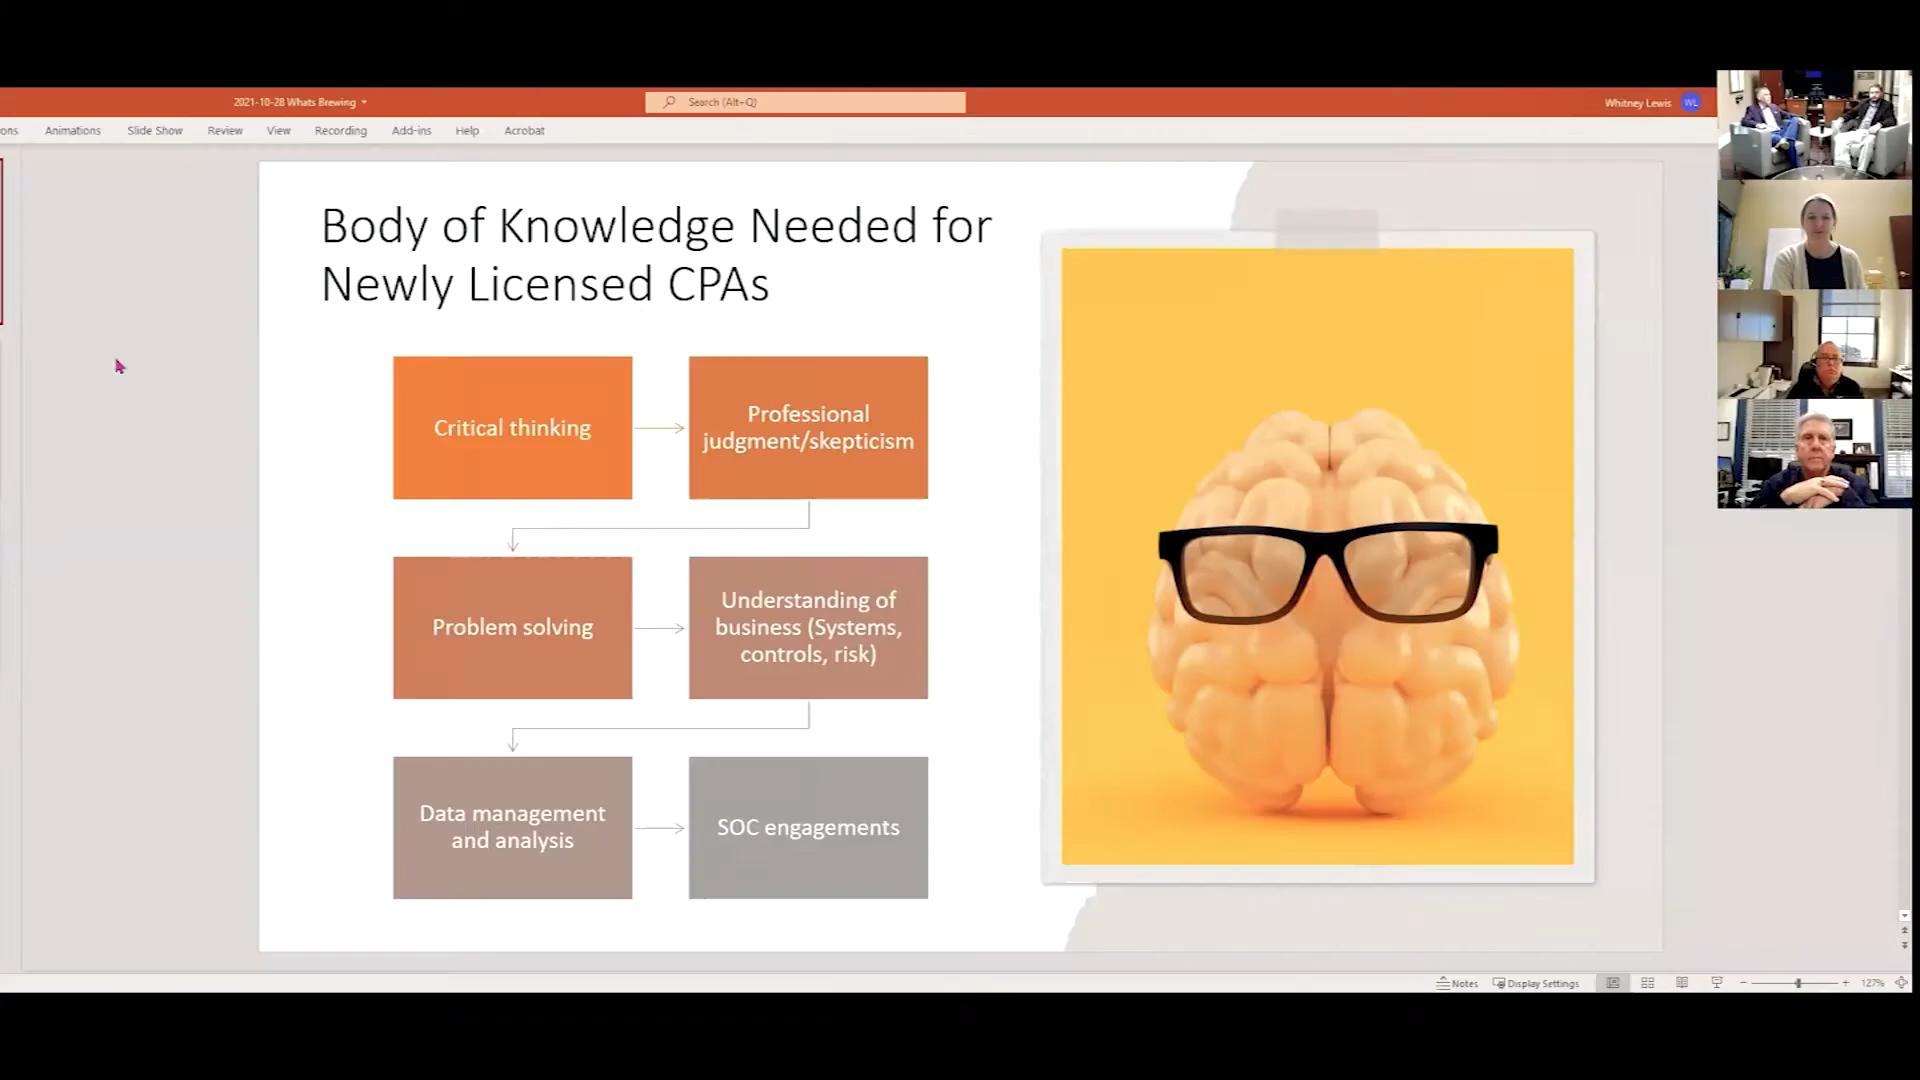 2021-10-28 Whats Brewing
Search (Alt+Q)
Whitney Lewis WL
ons Animations Slide Show Review View Recording Add-ins Help Acrobat
Body of Knowledge Needed for
Newly Licensed CPAs
Critical thinking
Professional
judgment/skepticism
Problem solving
Understanding of
business (Systems,
controls, risk)
Data management
and analysis
SOC engagements
Notes Display Settings 127%